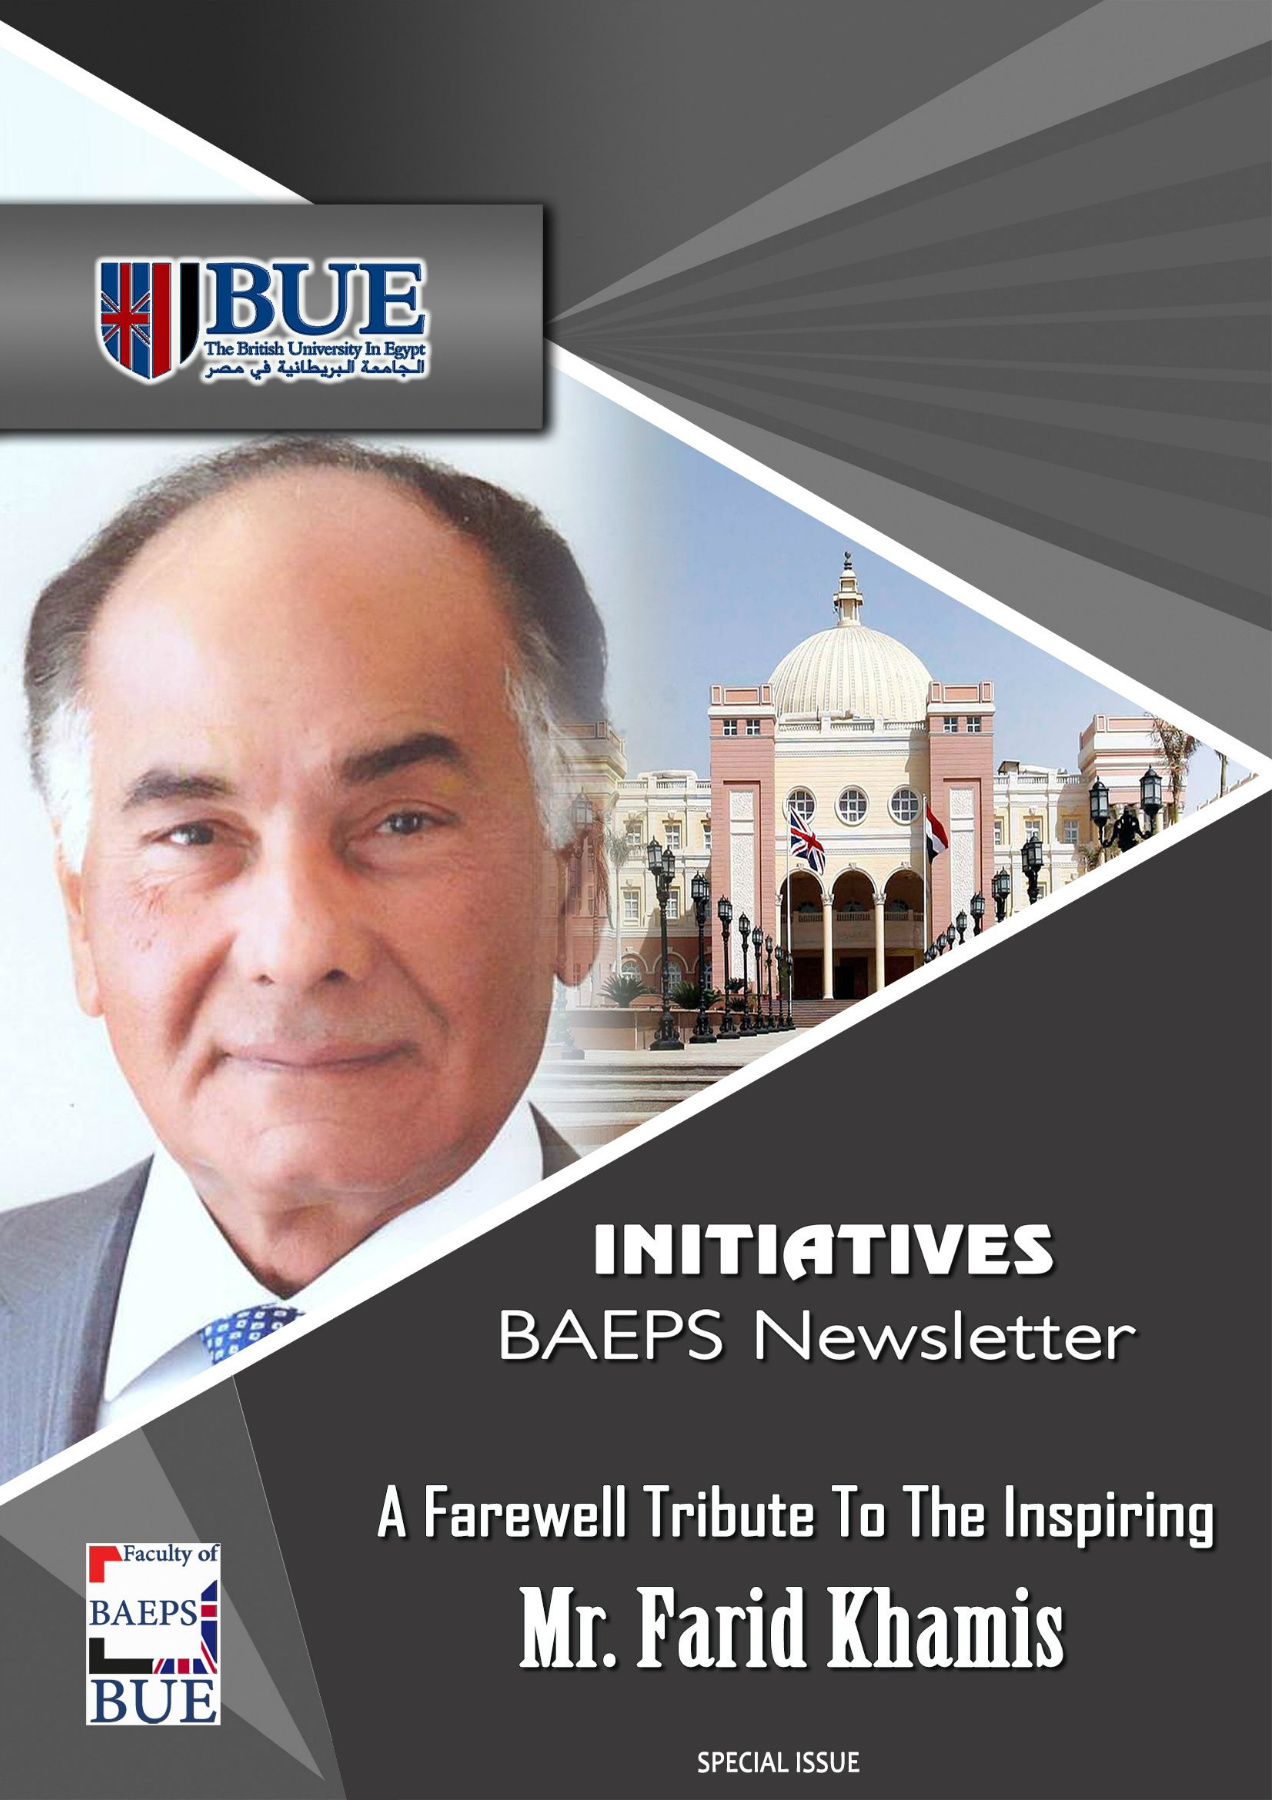 BUE
The British University In Egypt
الجامعة البريطانية في مصر
INITIATIVES
BAEPS Newsletter
A Farewell Tribute To The Inspiring
Mr. Farid Khamis
Faculty of
BAEPS
BUE
SPECIAL ISSUE